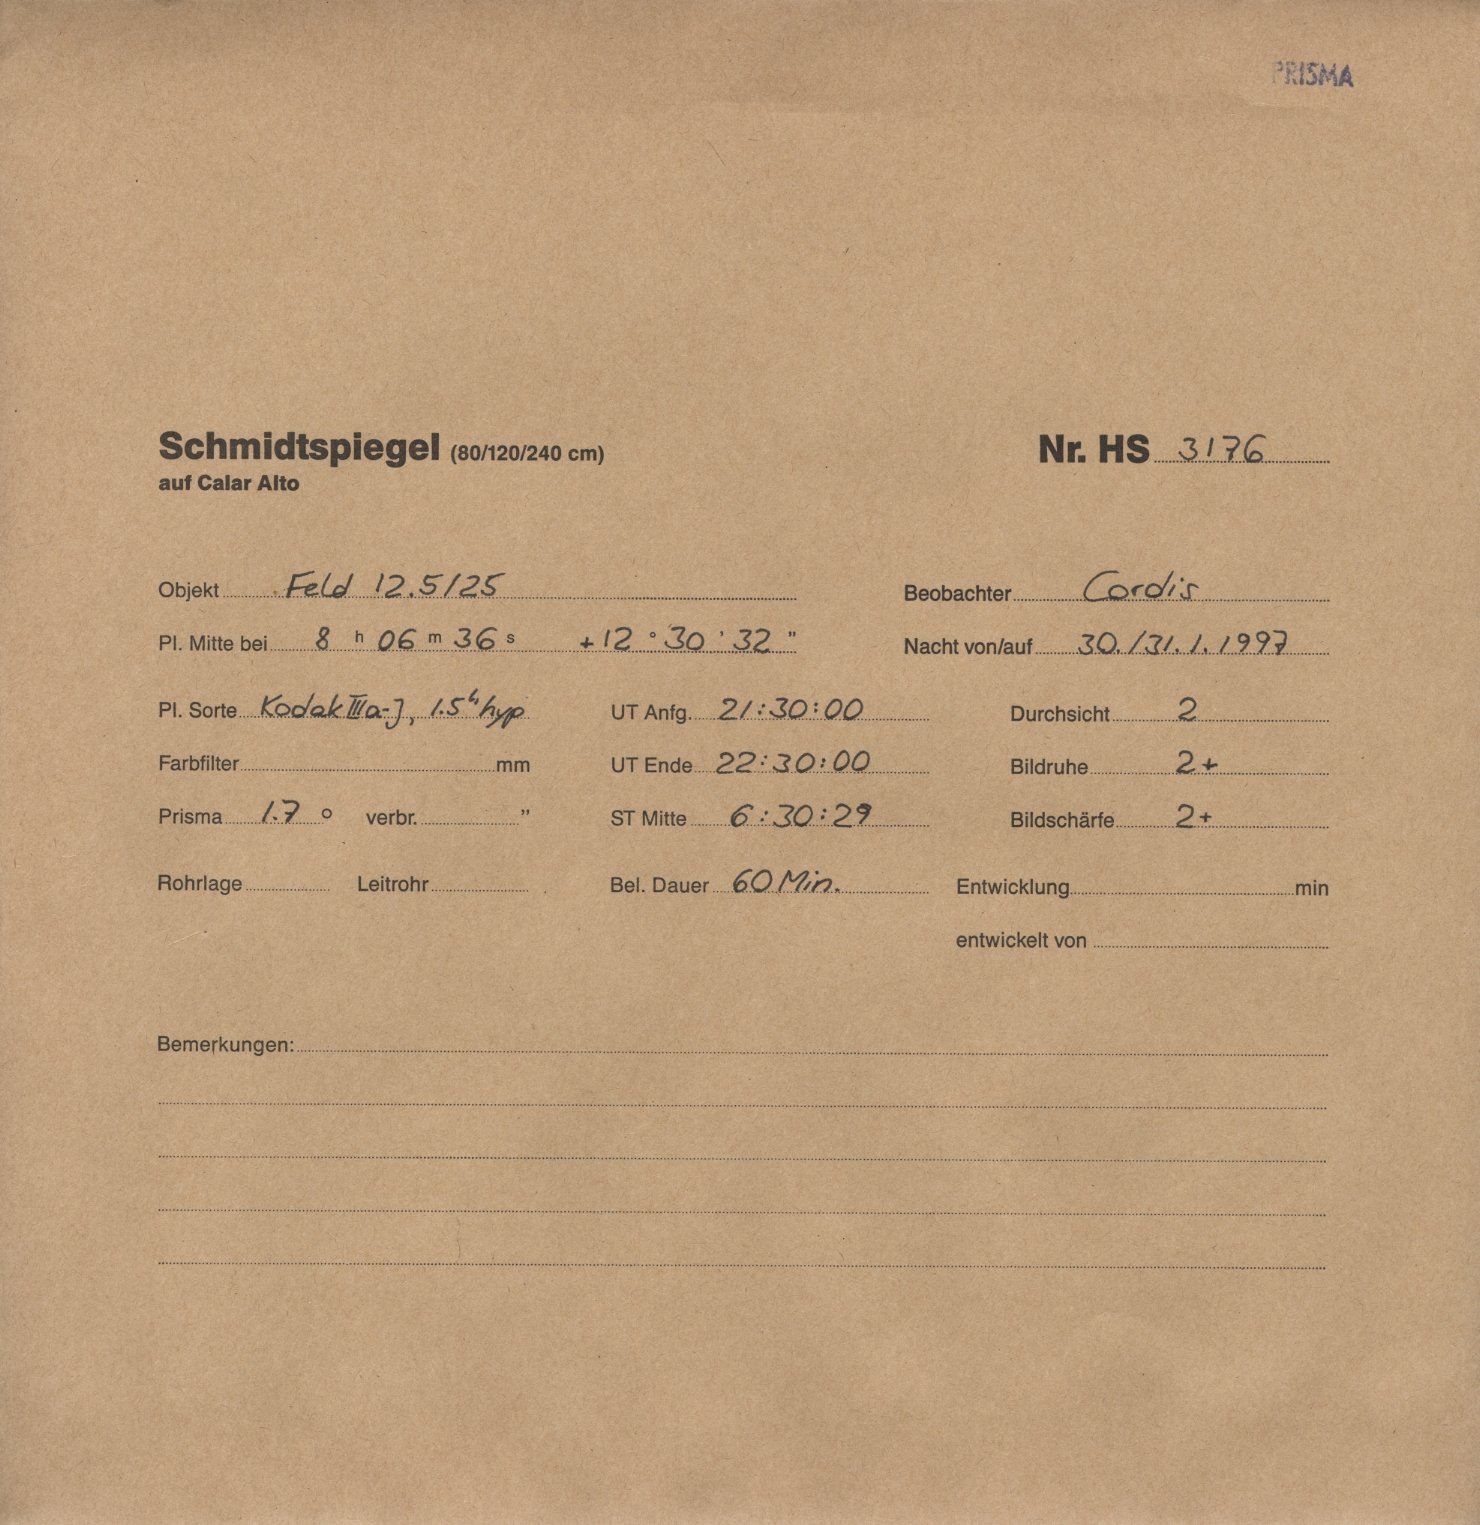 PRISMA
Schmidtspiegel (80/120/240 cm) Nr. HS 3176
auf Calar Alto
Objekt Feld 12.5/25 Beobachter Cordis
Pl. Mitte bei 8 h 06 m 36 s +12 ° 30 ' 32 " Nacht von/auf 30./31.1.1997
Pl. Sorte Kodak IIIa-J, 1.5h hyp UT Anfg. 21:30:00 Durchsicht 2
Farbfilter mm UT Ende 22:30:00 Bildruhe 2+
Prisma 1.7 ° verbr. " ST Mitte 6:30:29 Bildschärfe 2+
Rohrlage Leitrohr Bel. Dauer 60 Min. Entwicklung min
entwickelt von
Bemerkungen: